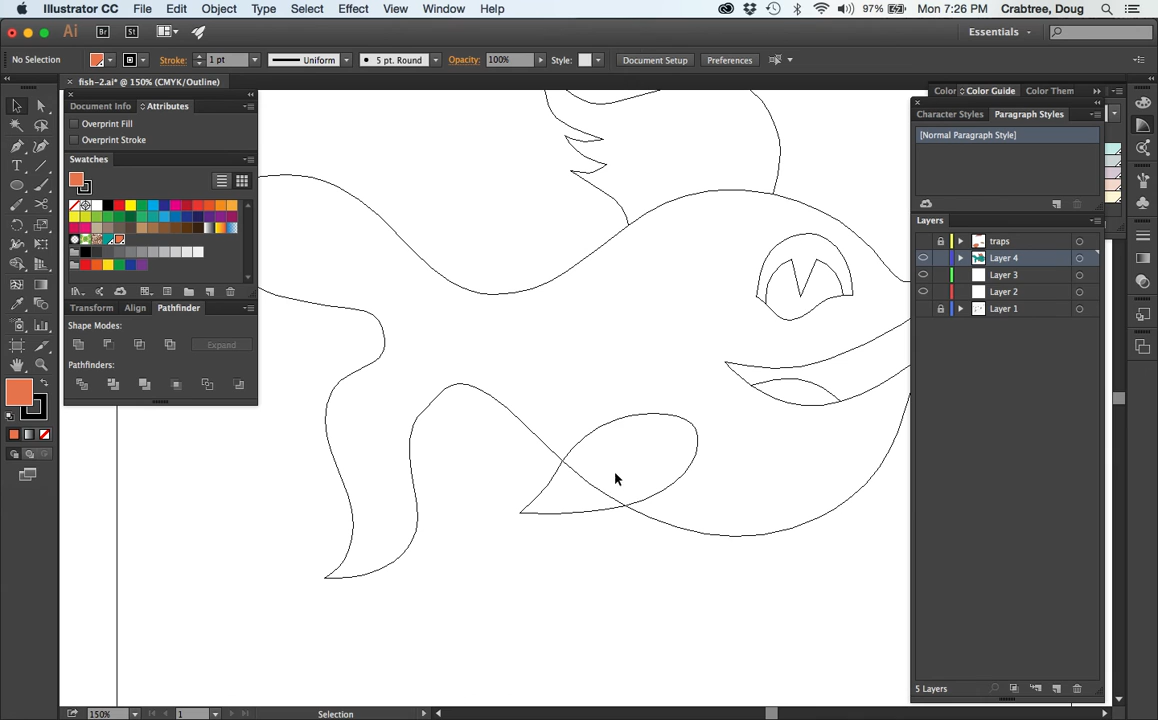 Illustrator CC File Edit Object Type Select Effect View Window Help 97% Mon 7:26 PM Crabtree, Doug
Ai Br St Essentials
No Selection Stroke: 1 pt Uniform 5 pt. Round Opacity: 100% Style: Document Setup Preferences
× fish-2.ai* @ 150% (CMYK/Outline)
Color Color Guide Color Them
Document Info Attributes
Character Styles Paragraph Styles
Overprint Fill
[Normal Paragraph Style]
Overprint Stroke
Swatches
Layers
traps
Layer 4
Layer 3
Layer 2
Layer 1
Transform Align Pathfinder
Shape Modes:
Expand
Pathfinders:
5 Layers
150% 1 Selection